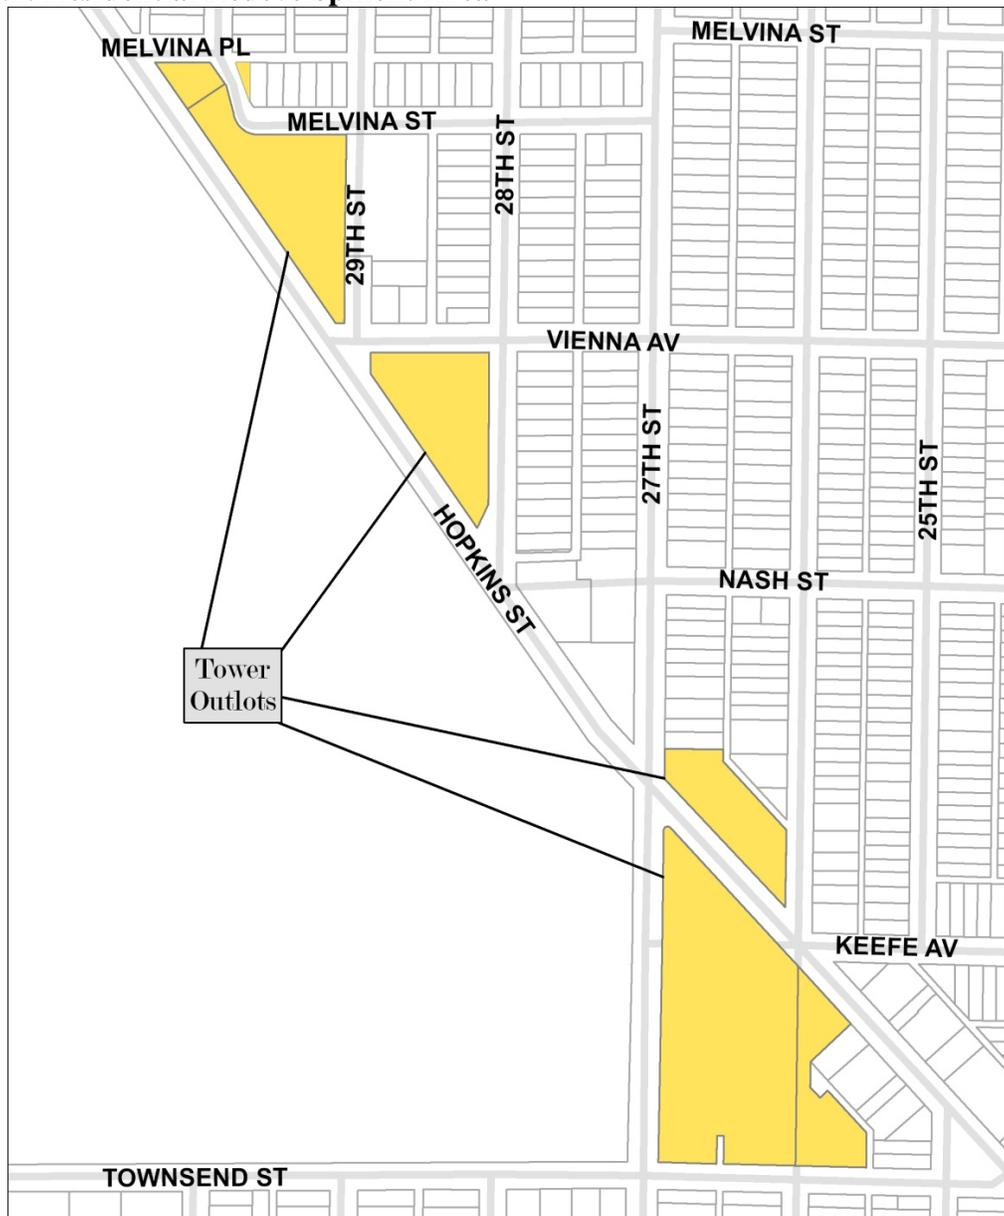 MELVINA PL
MELVINA ST
MELVINA ST
28TH ST
29TH ST
VIENNA AV
27TH ST
25TH ST
HOPKINS ST
NASH ST
Tower
Outlots
KEEFE AV
TOWNSEND ST